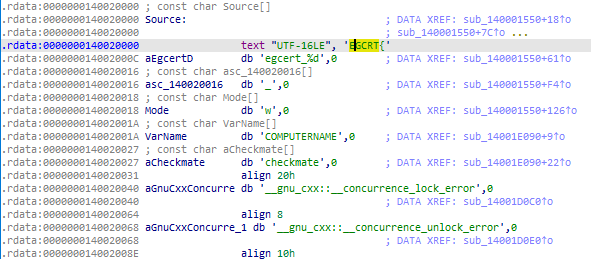 .rdata:0000000140020000 ; const char Source[]
.rdata:0000000140020000 Source: ; DATA XREF: sub_140001550+18↑o
.rdata:0000000140020000 ; sub_140001550+7C↑o ...
.rdata:0000000140020000 text "UTF-16LE", 'EGCRT{'
.rdata:000000014002000C aEgcertD db 'egcert_%d',0 ; DATA XREF: sub_140001550+61↑o
.rdata:0000000140020016 ; const char asc_140020016[]
.rdata:0000000140020016 asc_140020016 db '_',0 ; DATA XREF: sub_140001550+F4↑o
.rdata:0000000140020018 ; const char Mode[]
.rdata:0000000140020018 Mode db 'w',0 ; DATA XREF: sub_140001550+126↑o
.rdata:000000014002001A ; const char VarName[]
.rdata:000000014002001A VarName db 'COMPUTERNAME',0 ; DATA XREF: sub_14001E090+9↑o
.rdata:0000000140020027 ; const char aCheckmate[]
.rdata:0000000140020027 aCheckmate db 'checkmate',0 ; DATA XREF: sub_14001E090+22↑o
.rdata:0000000140020031 align 20h
.rdata:0000000140020040 aGnuCxxConcurre db '__gnu_cxx::__concurrence_lock_error',0
.rdata:0000000140020040 ; DATA XREF: sub_14001D0C0↑o
.rdata:0000000140020064 align 8
.rdata:0000000140020068 aGnuCxxConcurre_1 db '__gnu_cxx::__concurrence_unlock_error',0
.rdata:0000000140020068 ; DATA XREF: sub_14001D0E0↑o
.rdata:000000014002008E align 10h